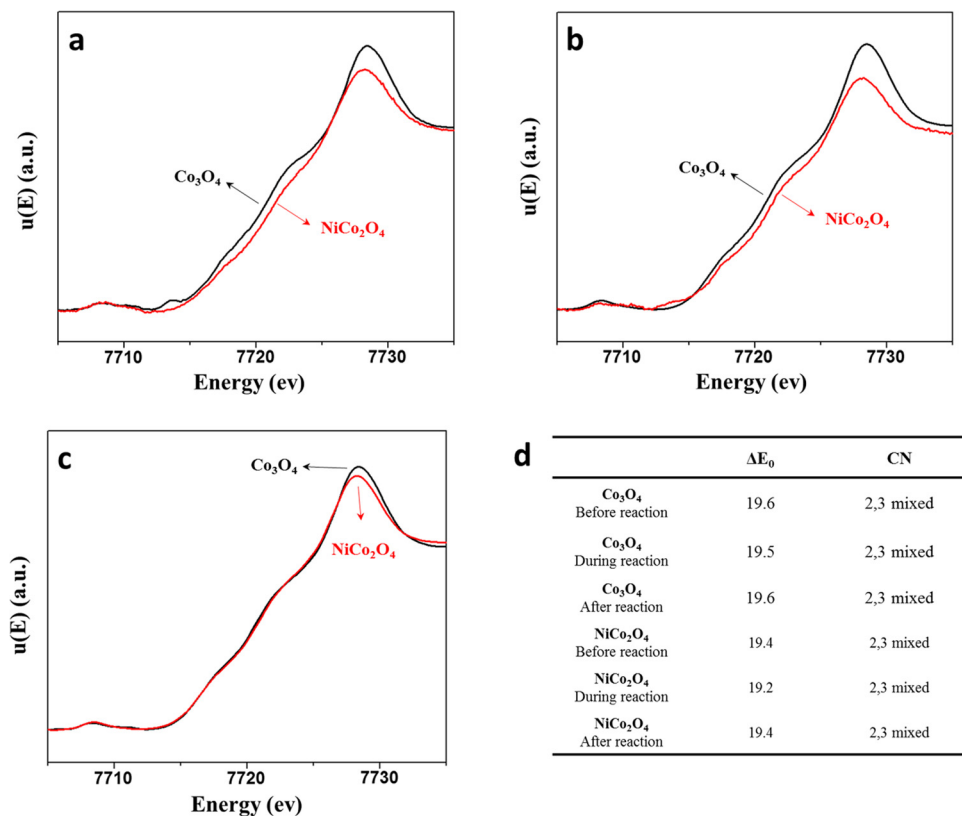 a
u(E) (a.u.)
Co₃O₄
NiCo₂O₄
7710
7720
7730
Energy (ev)
b
u(E) (a.u.)
Co₃O₄
NiCo₂O₄
7710
7720
7730
Energy (ev)
c
u(E) (a.u.)
Co₃O₄
NiCo₂O₄
7710
7720
7730
Energy (ev)
d
ΔE₀ CN
Co₃O₄
Before reaction 19.6 2,3 mixed
Co₃O₄
During reaction 19.5 2,3 mixed
Co₃O₄
After reaction 19.6 2,3 mixed
NiCo₂O₄
Before reaction 19.4 2,3 mixed
NiCo₂O₄
During reaction 19.2 2,3 mixed
NiCo₂O₄
After reaction 19.4 2,3 mixed